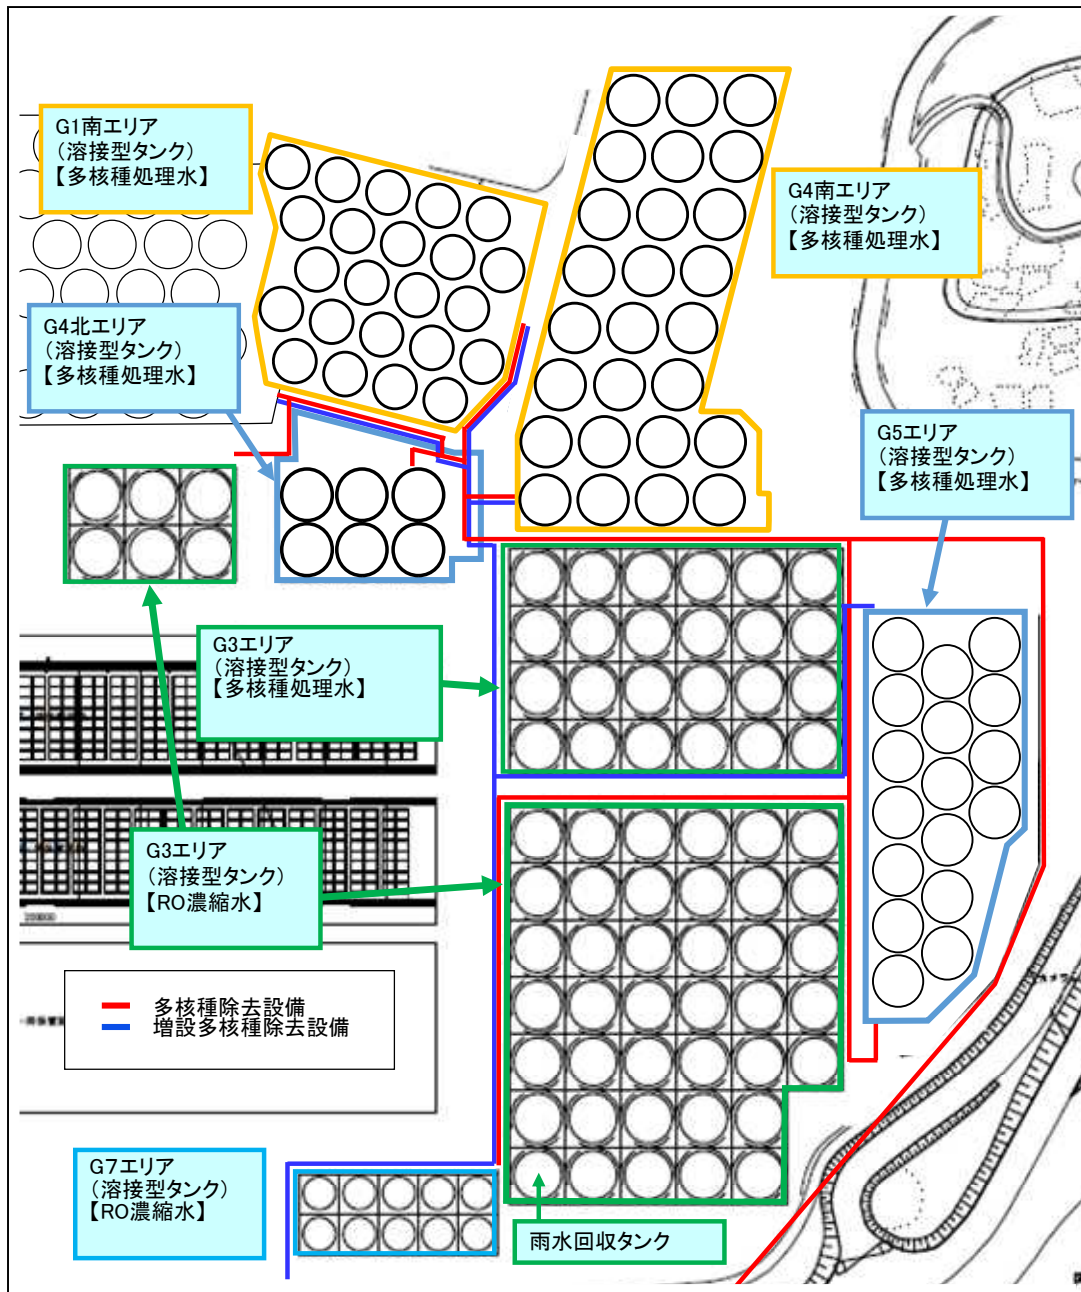 G1南エリア
(溶接型タンク)
【多核種処理水】
G4南エリア
(溶接型タンク)
【多核種処理水】
G4北エリア
(溶接型タンク)
【多核種処理水】
G5エリア
(溶接型タンク)
【多核種処理水】
G3エリア
(溶接型タンク)
【多核種処理水】
G3エリア
(溶接型タンク)
【RO濃縮水】
多核種除去設備
増設多核種除去設備
G7エリア
(溶接型タンク)
【RO濃縮水】
雨水回収タンク